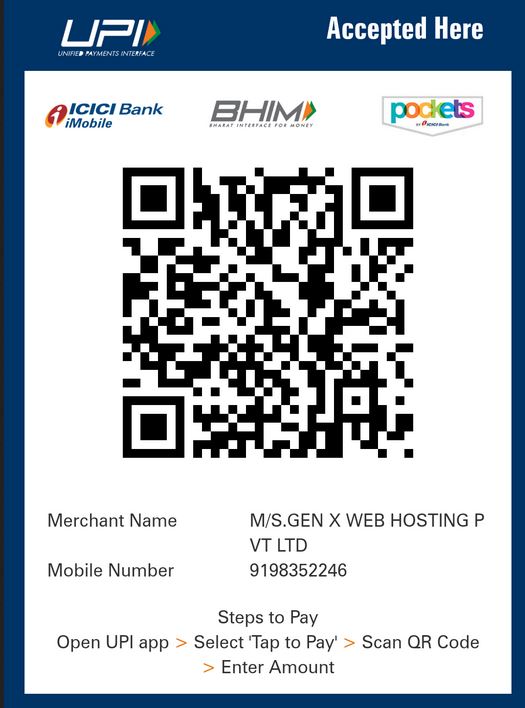 UPI
UNIFIED PAYMENTS INTERFACE
Accepted Here
ICICI Bank
iMobile
BHIM
BHARAT INTERFACE FOR MONEY
pockets
BY ICICI Bank
Merchant Name M/S.GEN X WEB HOSTING P
VT LTD
Mobile Number 9198352246
Steps to Pay
Open UPI app > Select 'Tap to Pay' > Scan QR Code
> Enter Amount